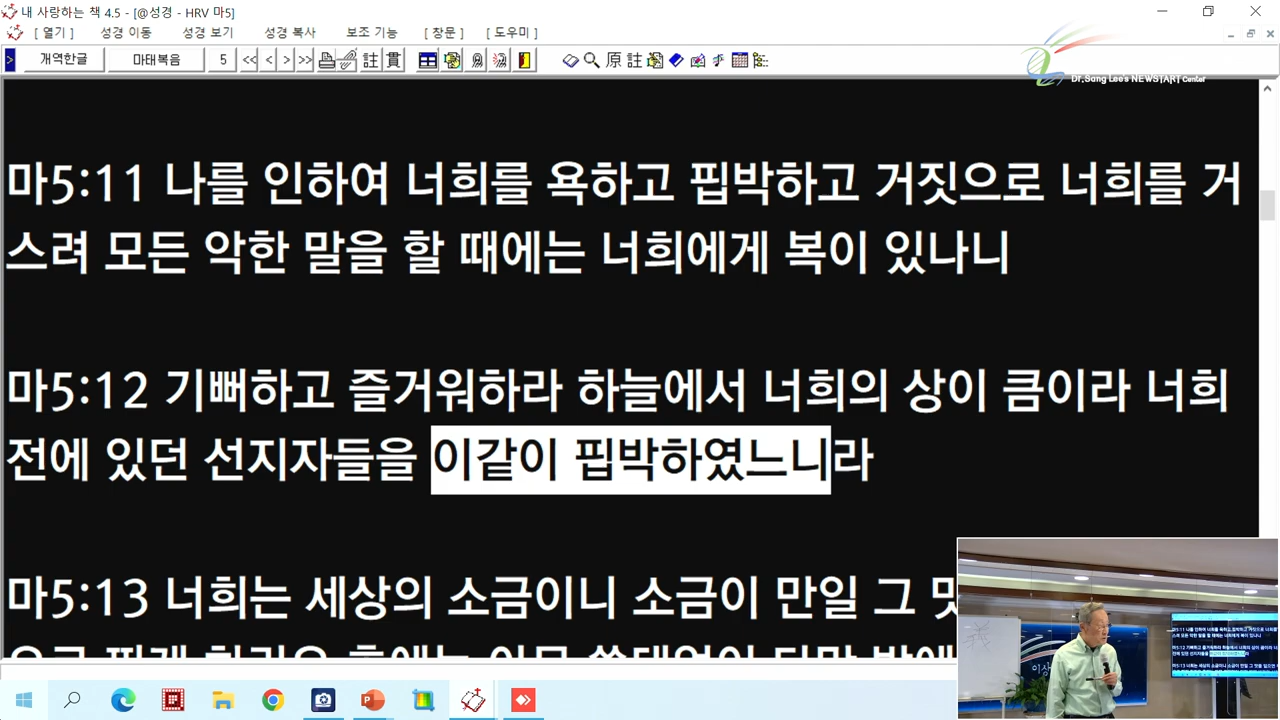 내 사랑하는 책 4.5 - [@성경 - HRV 마5]
[ 열기 ] 성경 이동 성경 보기 성경 복사 보조 기능 [ 창문 ] [ 도우미 ]
> 개역한글 마태복음 5 << < > >> 註 貫 原 註
Dr.Sang Lee's NEWSTART Center
마5:11 나를 인하여 너희를 욕하고 핍박하고 거짓으로 너희를 거
스려 모든 악한 말을 할 때에는 너희에게 복이 있나니
마5:12 기뻐하고 즐거워하라 하늘에서 너희의 상이 큼이라 너희
전에 있던 선지자들을 이같이 핍박하였느니라
마5:13 너희는 세상의 소금이니 소금이 만일 그
이상